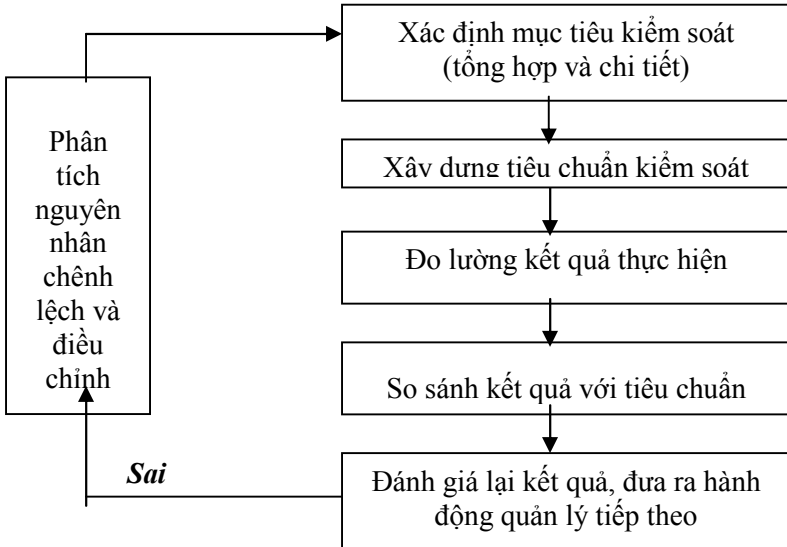 Xác định mục tiêu kiểm soát
(tổng hợp và chi tiết)
Xây dựng tiêu chuẩn kiểm soát
Đo lường kết quả thực hiện
So sánh kết quả với tiêu chuẩn
Đánh giá lại kết quả, đưa ra hành
động quản lý tiếp theo
Sai
Phân
tích
nguyên
nhân
chênh
lệch và
điều
chỉnh